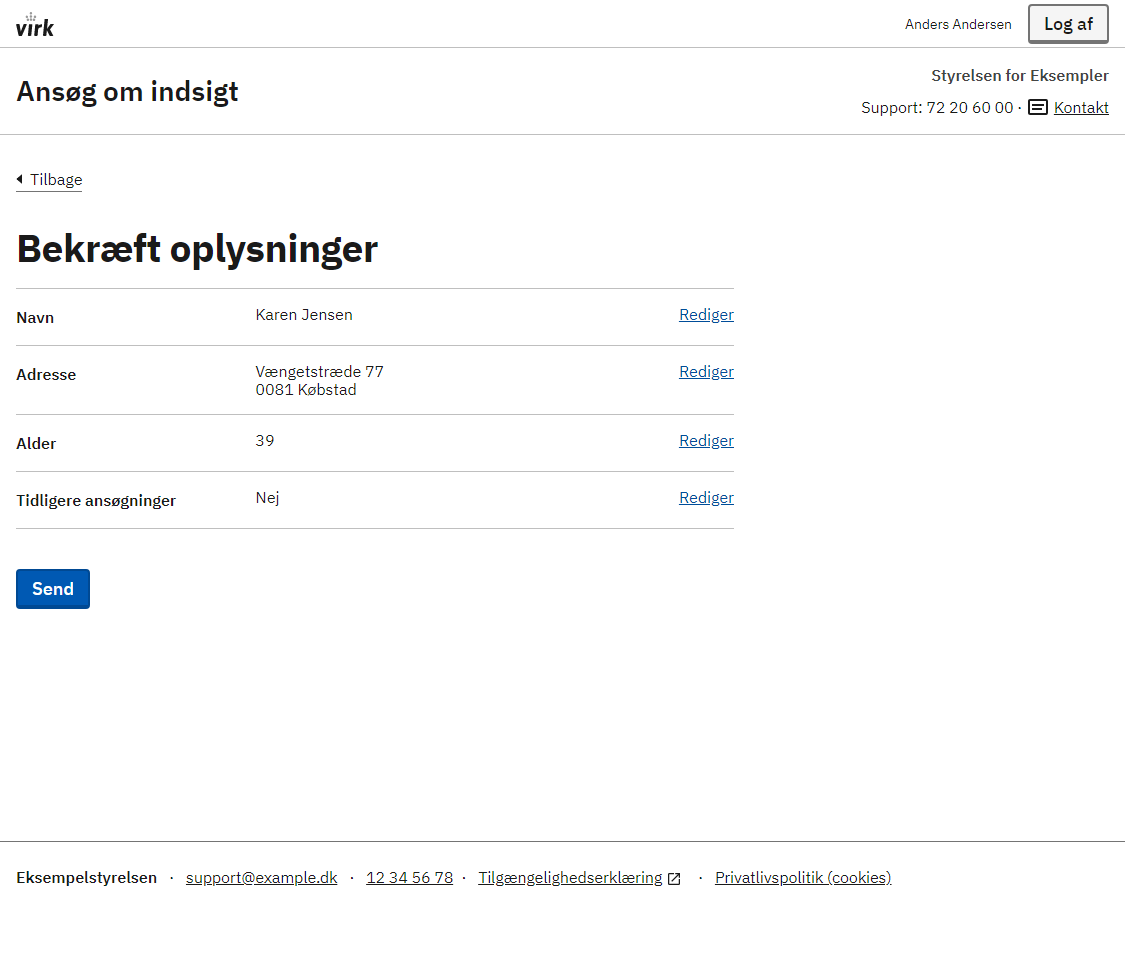 virk
Anders Andersen
Log af
Ansøg om indsigt
Styrelsen for Eksempler
Support: 72 20 60 00 · Kontakt
Tilbage
Bekræft oplysninger
Navn Karen Jensen Rediger
Adresse Vængetstræde 77 Rediger
0081 Købstad
Alder 39 Rediger
Tidligere ansøgninger Nej Rediger
Send
Eksempelstyrelsen · support@example.dk · 12 34 56 78 · Tilgængelighedserklæring · Privatlivspolitik (cookies)